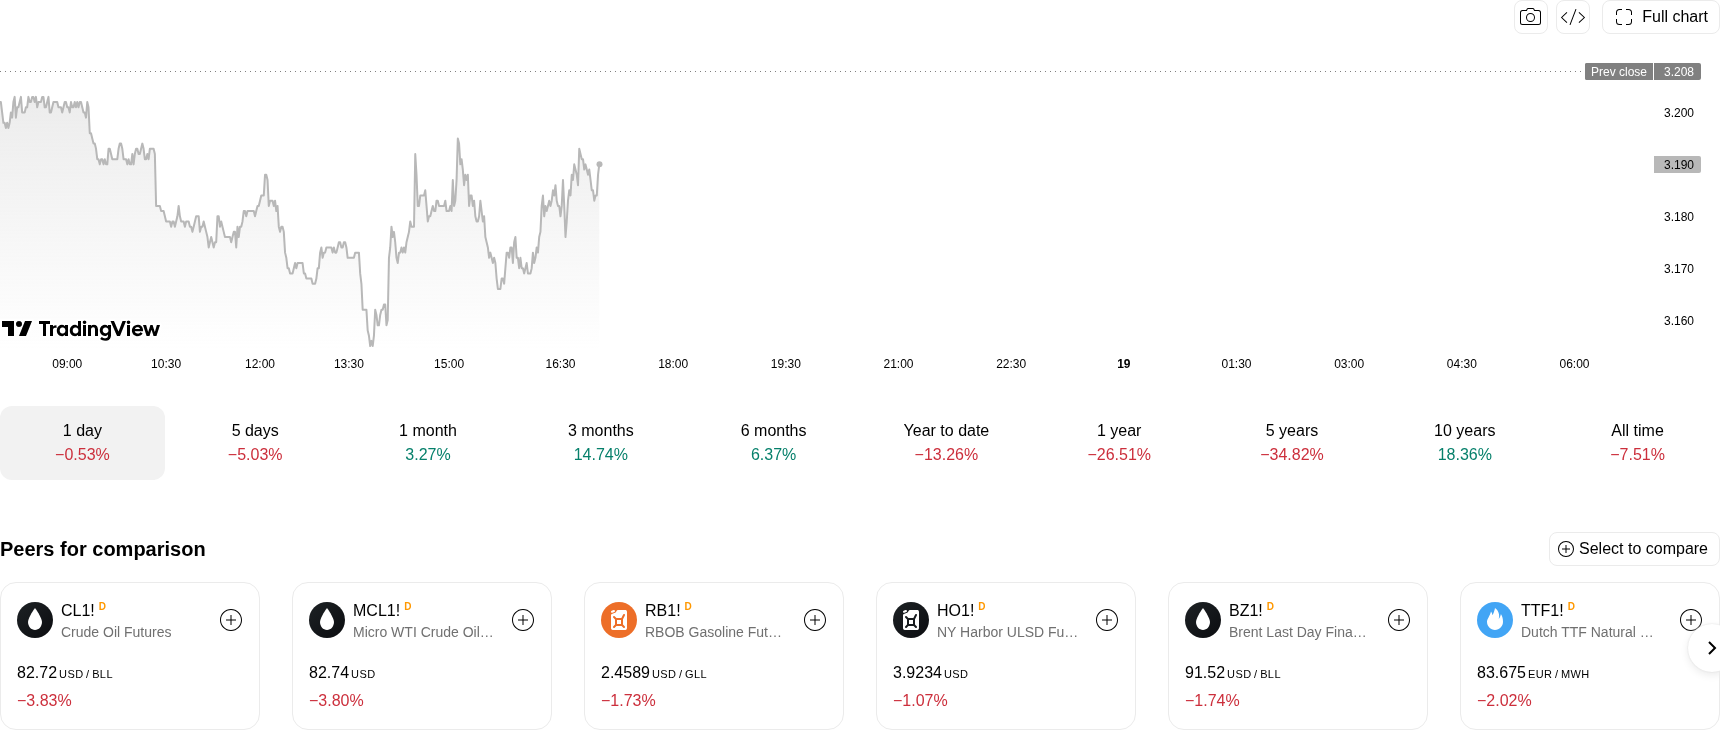 Full chart
Prev close 3.208
3.200
3.190
3.180
3.170
3.160
TradingView
09:00 10:30 12:00 13:30 15:00 16:30 18:00 19:30 21:00 22:30 19 01:30 03:00 04:30 06:00
1 day 5 days 1 month 3 months 6 months Year to date 1 year 5 years 10 years All time
−0.53% −5.03% 3.27% 14.74% 6.37% −13.26% −26.51% −34.82% 18.36% −7.51%
Peers for comparison Select to compare
CL1! D MCL1! D RB1! D HO1! D BZ1! D TTF1! D
Crude Oil Futures Micro WTI Crude Oil… RBOB Gasoline Fut… NY Harbor ULSD Fu… Brent Last Day Fina… Dutch TTF Natural …
82.72 USD / BLL 82.74 USD 2.4589 USD / GLL 3.9234 USD 91.52 USD / BLL 83.675 EUR / MWH
−3.83% −3.80% −1.73% −1.07% −1.74% −2.02%